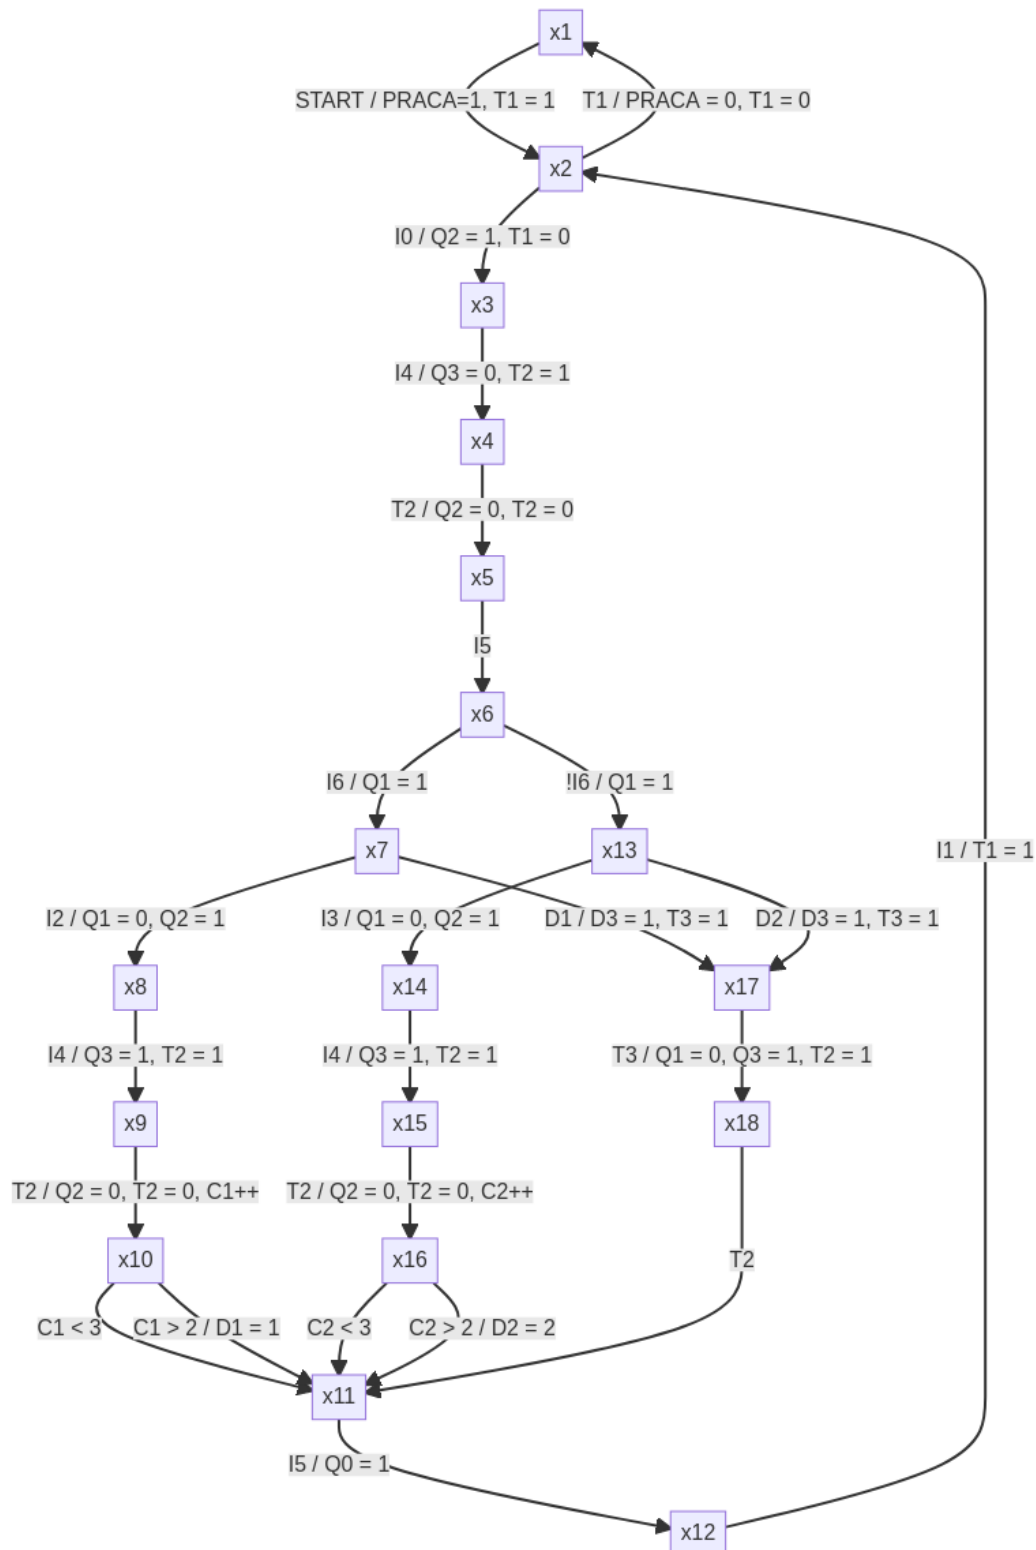 x1
START / PRACA=1, T1 = 1
T1 / PRACA = 0, T1 = 0
x2
I0 / Q2 = 1, T1 = 0
x3
I4 / Q3 = 0, T2 = 1
x4
T2 / Q2 = 0, T2 = 0
x5
I5
x6
I6 / Q1 = 1
!I6 / Q1 = 1
x7
x13
I1 / T1 = 1
I2 / Q1 = 0, Q2 = 1
I3 / Q1 = 0, Q2 = 1
D1 / D3 = 1, T3 = 1
D2 / D3 = 1, T3 = 1
x8
x14
x17
I4 / Q3 = 1, T2 = 1
I4 / Q3 = 1, T2 = 1
T3 / Q1 = 0, Q3 = 1, T2 = 1
x9
x15
x18
T2 / Q2 = 0, T2 = 0, C1++
T2 / Q2 = 0, T2 = 0, C2++
x10
x16
T2
C1 < 3
C1 > 2 / D1 = 1
C2 < 3
C2 > 2 / D2 = 2
x11
I5 / Q0 = 1
x12